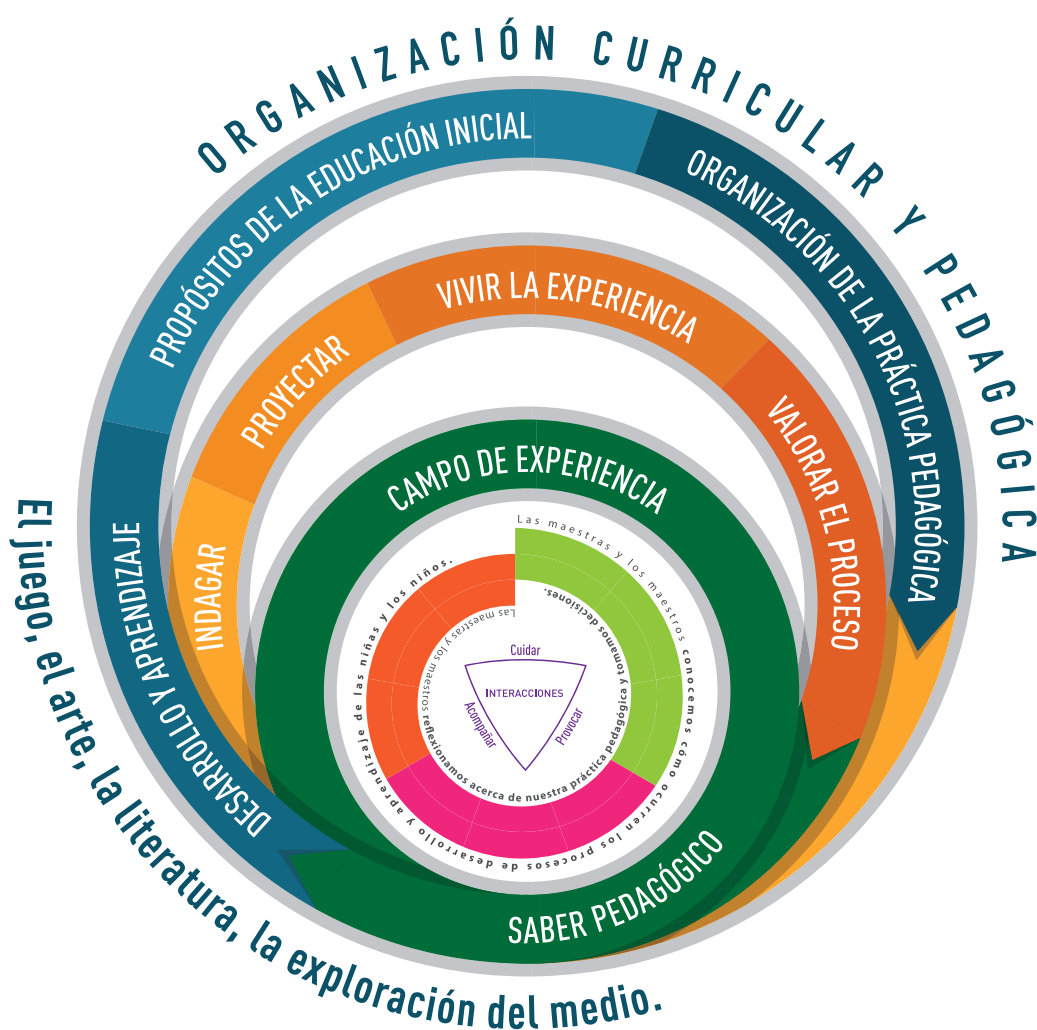 ORGANIZACIÓN CURRICULAR Y PEDAGÓGICA
PROPÓSITOS DE LA EDUCACIÓN INICIAL
ORGANIZACIÓN DE LA PRÁCTICA PEDAGÓGICA
DESARROLLO Y APRENDIZAJE
INDAGAR
PROYECTAR
VIVIR LA EXPERIENCIA
VALORAR EL PROCESO
CAMPO DE EXPERIENCIA
Las maestras y los maestros conocemos cómo ocurren los procesos de desarrollo y aprendizaje de las niñas y los niños.
Las maestras y los maestros reflexionamos acerca de nuestra práctica pedagógica y tomamos decisiones.
Cuidar
INTERACCIONES
Acompañar
Provocar
SABER PEDAGÓGICO
El juego, el arte, la literatura, la exploración del medio.